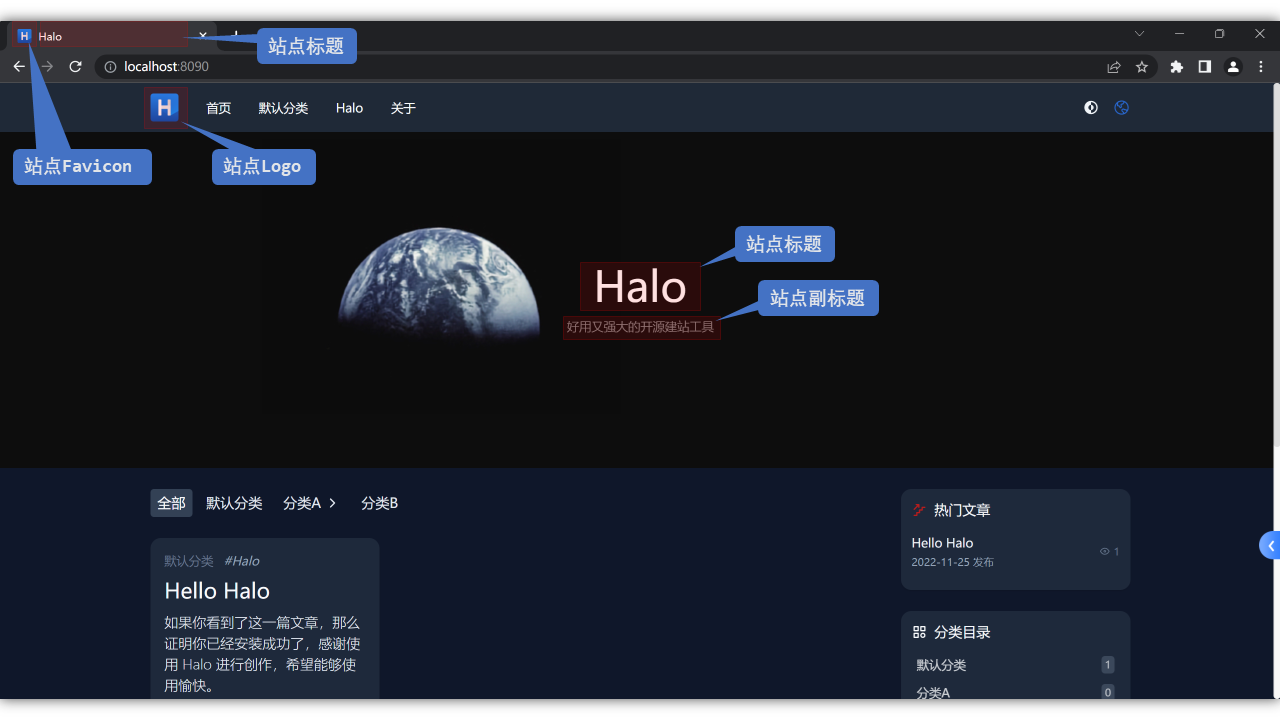 Halo
站点标题
localhost:8090
H
首页
默认分类
Halo
关于
站点Favicon
站点Logo
站点标题
Halo
站点副标题
好用又强大的开源建站工具
全部
默认分类
分类A
分类B
热门文章
Hello Halo
2022-11-25 发布
1
默认分类 #Halo
Hello Halo
如果你看到了这一篇文章，那么
证明你已经安装成功了，感谢使
用 Halo 进行创作，希望能够使
用愉快。
分类目录
默认分类
1
分类A
0